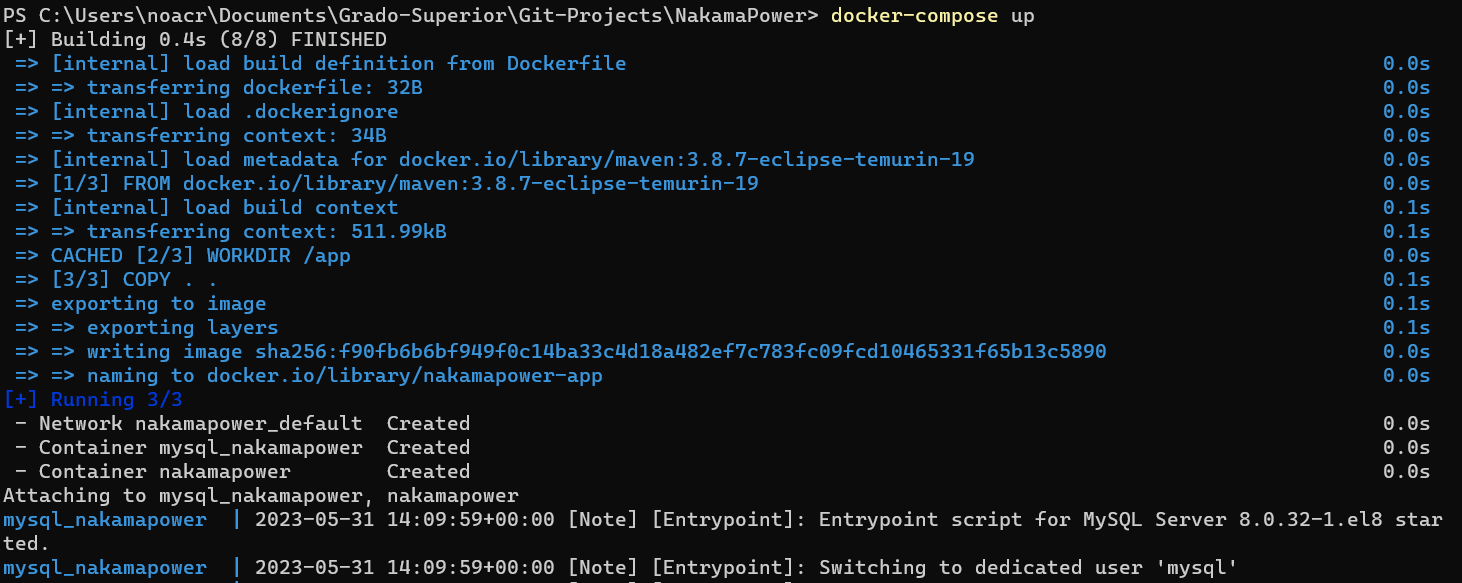 PS C:\Users\noacr\Documents\Grado-Superior\Git-Projects\NakamaPower> docker-compose up
[+] Building 0.4s (8/8) FINISHED
=> [internal] load build definition from Dockerfile 0.0s
=> => transferring dockerfile: 32B 0.0s
=> [internal] load .dockerignore 0.0s
=> => transferring context: 34B 0.0s
=> [internal] load metadata for docker.io/library/maven:3.8.7-eclipse-temurin-19 0.0s
=> [1/3] FROM docker.io/library/maven:3.8.7-eclipse-temurin-19 0.0s
=> [internal] load build context 0.1s
=> => transferring context: 511.99kB 0.1s
=> CACHED [2/3] WORKDIR /app 0.0s
=> [3/3] COPY . . 0.1s
=> exporting to image 0.1s
=> => exporting layers 0.1s
=> => writing image sha256:f90fb6b6bf949f0c14ba33c4d18a482ef7c783fc09fcd10465331f65b13c5890 0.0s
=> => naming to docker.io/library/nakamapower-app 0.0s
[+] Running 3/3
- Network nakamapower_default Created 0.0s
- Container mysql_nakamapower Created 0.0s
- Container nakamapower Created 0.0s
Attaching to mysql_nakamapower, nakamapower
mysql_nakamapower | 2023-05-31 14:09:59+00:00 [Note] [Entrypoint]: Entrypoint script for MySQL Server 8.0.32-1.el8 star
ted.
mysql_nakamapower | 2023-05-31 14:09:59+00:00 [Note] [Entrypoint]: Switching to dedicated user 'mysql'